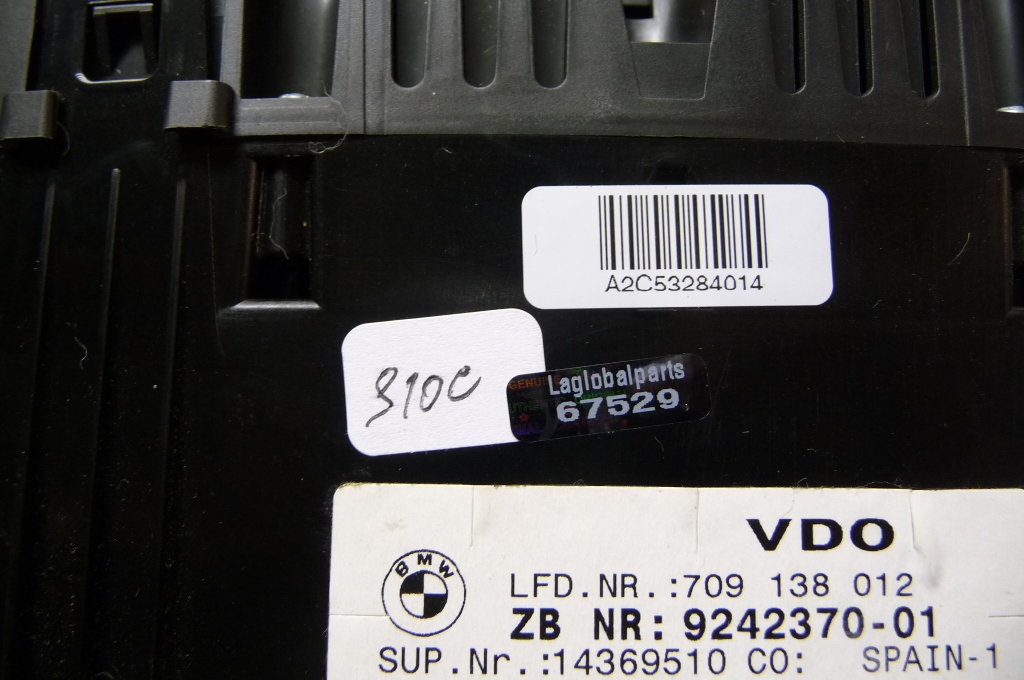 A2C53284014
310C
Laglobalparts
67529
VDO
BMW
LFD.NR.:709 138 012
ZB NR: 9242370-01
SUP.Nr.:14369510 CO: SPAIN-1